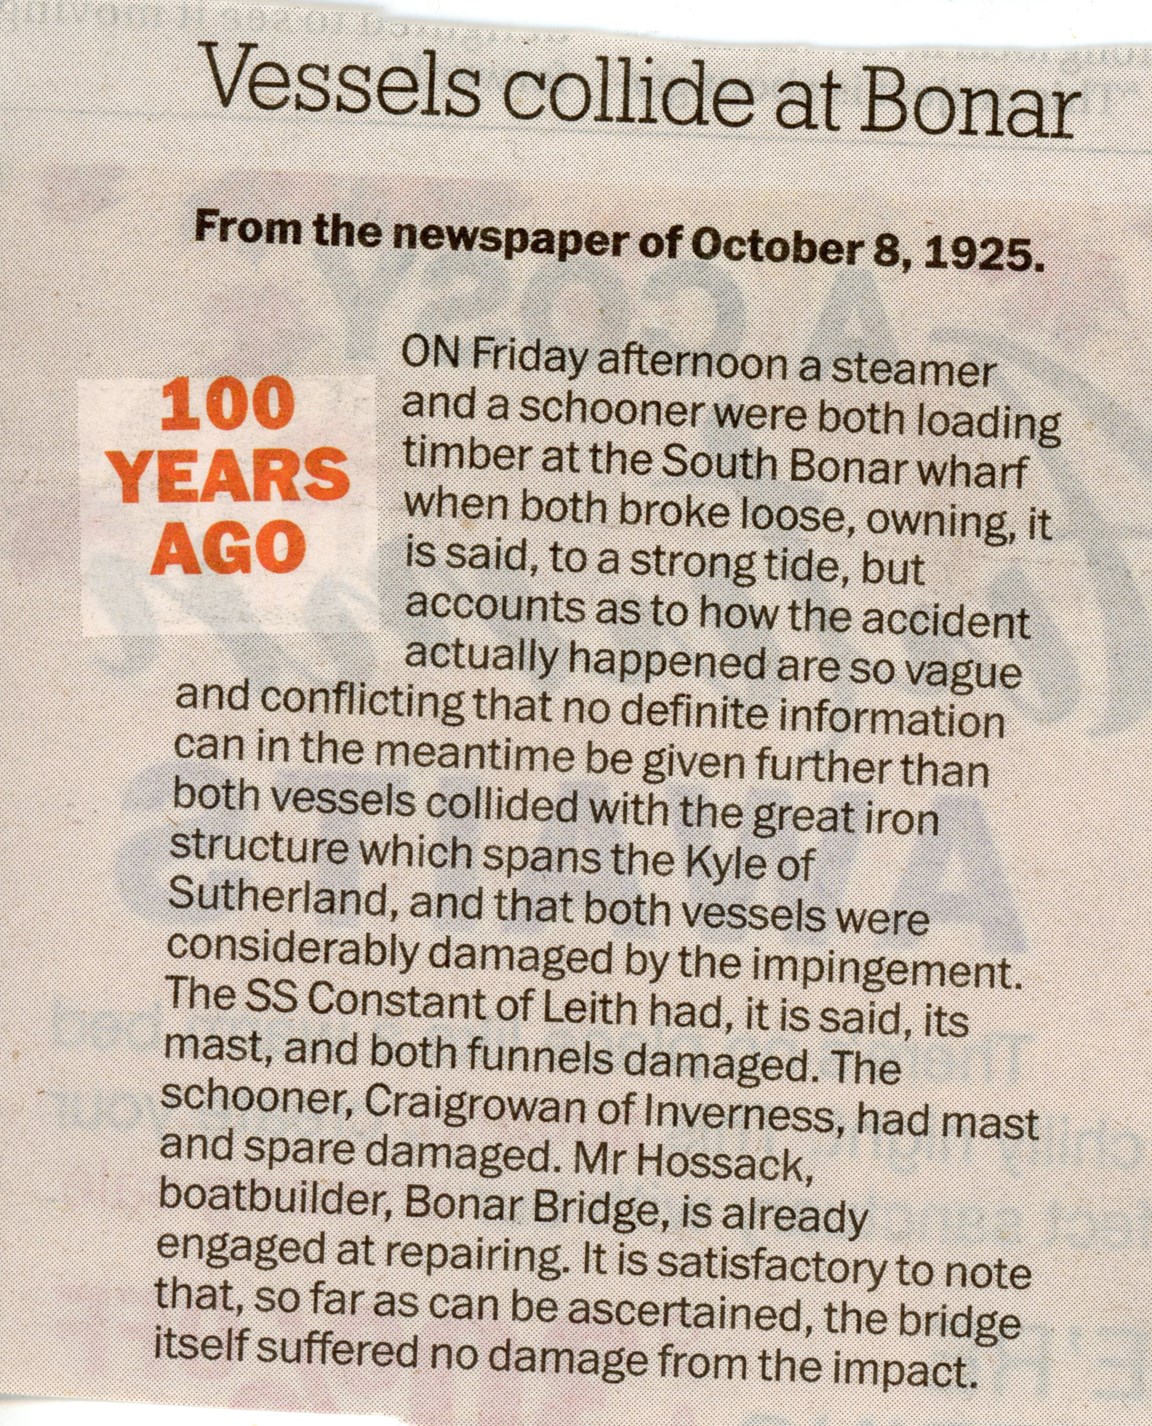 Vessels collide at Bonar
From the newspaper of October 8, 1925.
100
YEARS
AGO
ON Friday afternoon a steamer
and a schooner were both loading
timber at the South Bonar wharf
when both broke loose, owning, it
is said, to a strong tide, but
accounts as to how the accident
actually happened are so vague
and conflicting that no definite information
can in the meantime be given further than
both vessels collided with the great iron
structure which spans the Kyle of
Sutherland, and that both vessels were
considerably damaged by the impingement.
The SS Constant of Leith had, it is said, its
mast, and both funnels damaged. The
schooner, Craigrowan of Inverness, had mast
and spare damaged. Mr Hossack,
boatbuilder, Bonar Bridge, is already
engaged at repairing. It is satisfactory to note
that, so far as can be ascertained, the bridge
itself suffered no damage from the impact.